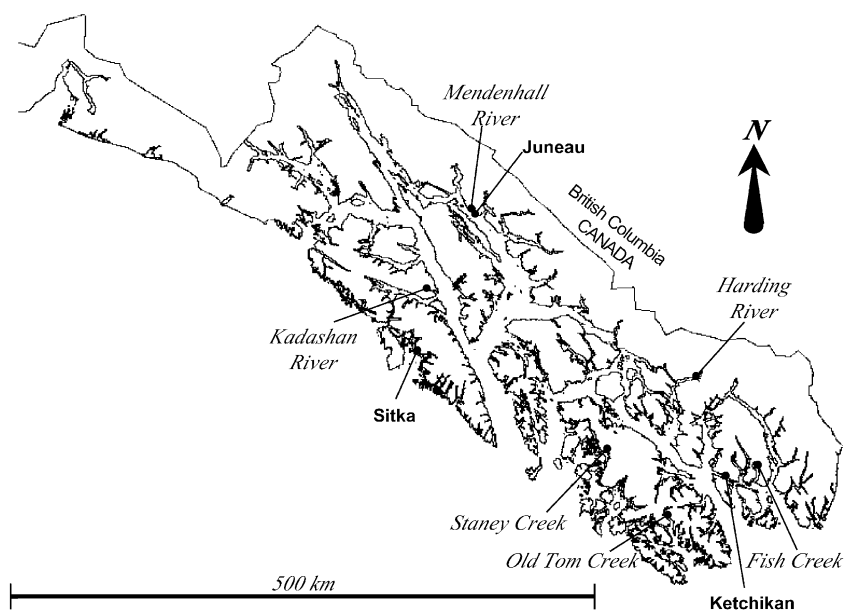 Mendenhall
River
N
Juneau
British Columbia
CANADA
Harding
River
Kadashan
River
Sitka
Staney Creek
Old Tom Creek
Fish Creek
500 km
Ketchikan